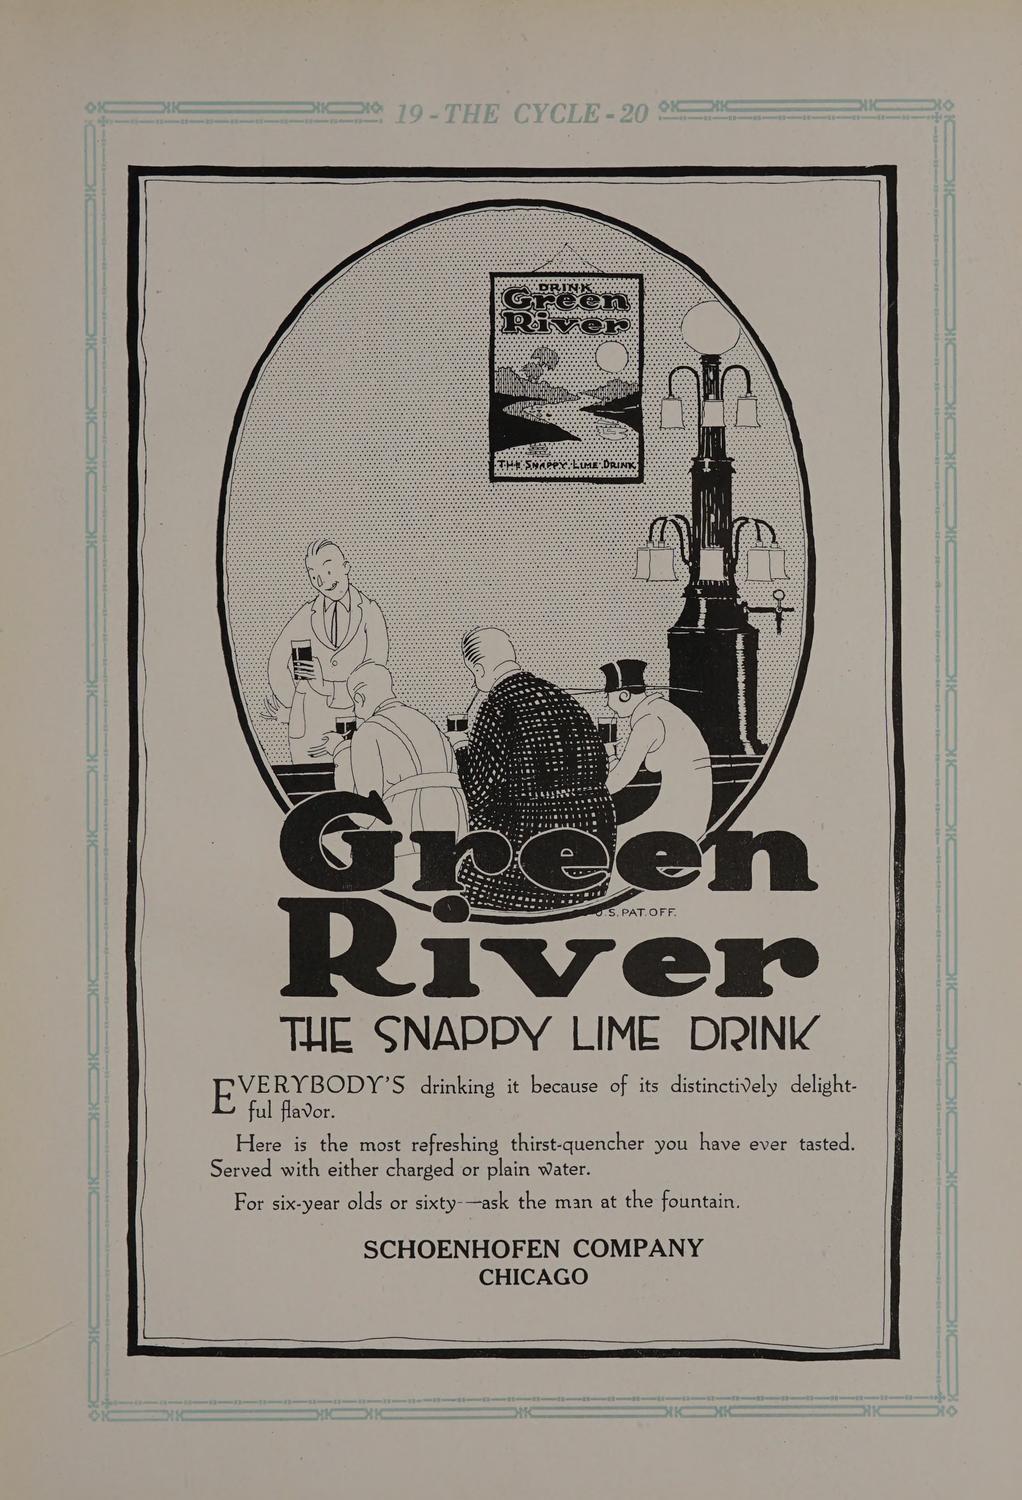 19 - THE CYCLE - 20
DRINK
Green
River
THE SNAPPY LIME DRINK
Green
U.S. PAT. OFF.
River
THE SNAPPY LIME DRINK
EVERYBODY'S drinking it because of its distinctively delight-
ful flavor.
Here is the most refreshing thirst-quencher you have ever tasted.
Served with either charged or plain water.
For six-year olds or sixty--—ask the man at the fountain.
SCHOENHOFEN COMPANY
CHICAGO